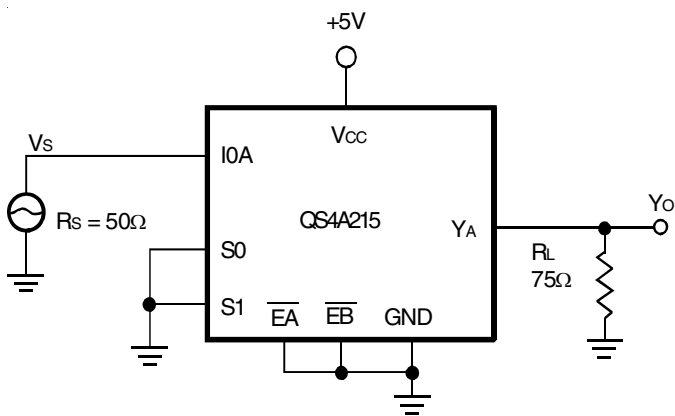 +5V
VS
VCC
I0A
RS = 50Ω
QS4A215
YA
YO
S0
RL
75Ω
S1
EA
EB
GND